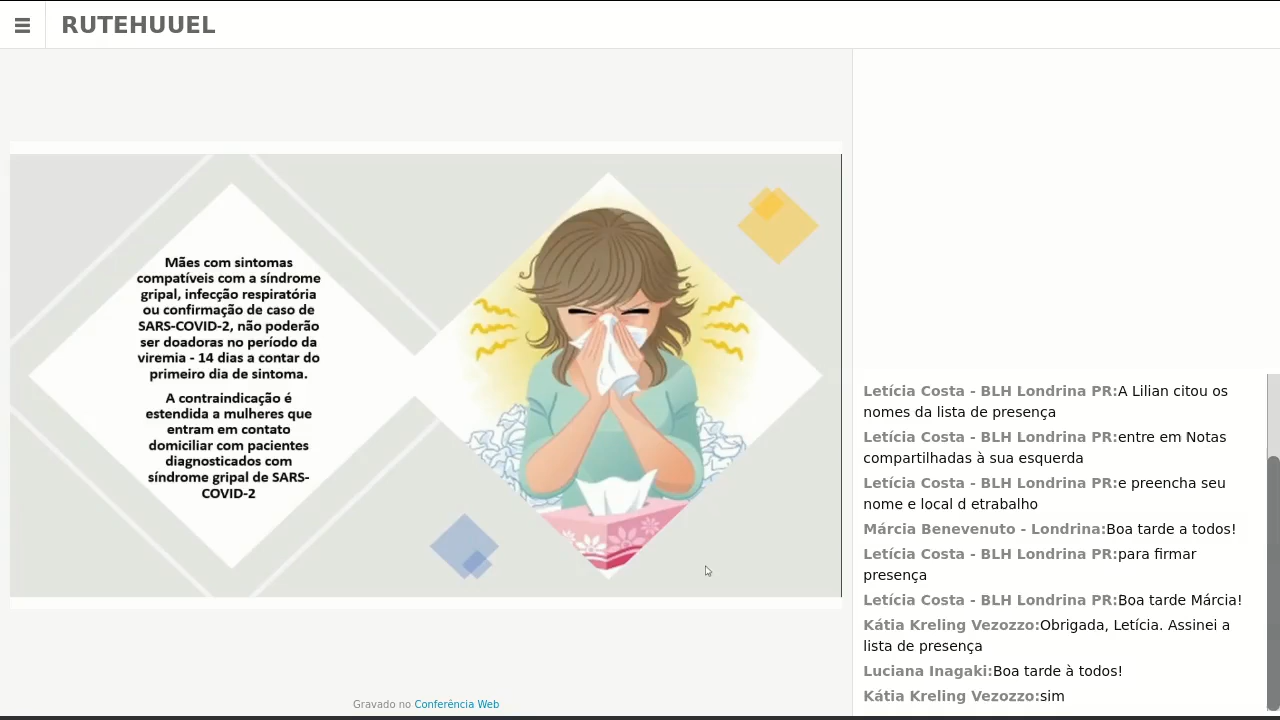 RUTEHUUEL
Mães com sintomas
compatíveis com a síndrome
gripal, infecção respiratória
ou confirmação de caso de
SARS-COVID-2, não poderão
ser doadoras no período da
viremia - 14 dias a contar do
primeiro dia de sintoma.
A contraindicação é
estendida a mulheres que
entram em contato
domiciliar com pacientes
diagnosticados com
síndrome gripal de SARS-
COVID-2
Letícia Costa - BLH Londrina PR:A Lilian citou os
nomes da lista de presença
Letícia Costa - BLH Londrina PR:entre em Notas
compartilhadas à sua esquerda
Letícia Costa - BLH Londrina PR:e preencha seu
nome e local d etrabalho
Márcia Benevenuto - Londrina:Boa tarde a todos!
Letícia Costa - BLH Londrina PR:para firmar
presença
Letícia Costa - BLH Londrina PR:Boa tarde Márcia!
Kátia Kreling Vezozzo:Obrigada, Letícia. Assinei a
lista de presença
Luciana Inagaki:Boa tarde à todos!
Kátia Kreling Vezozzo:sim
Gravado no Conferência Web